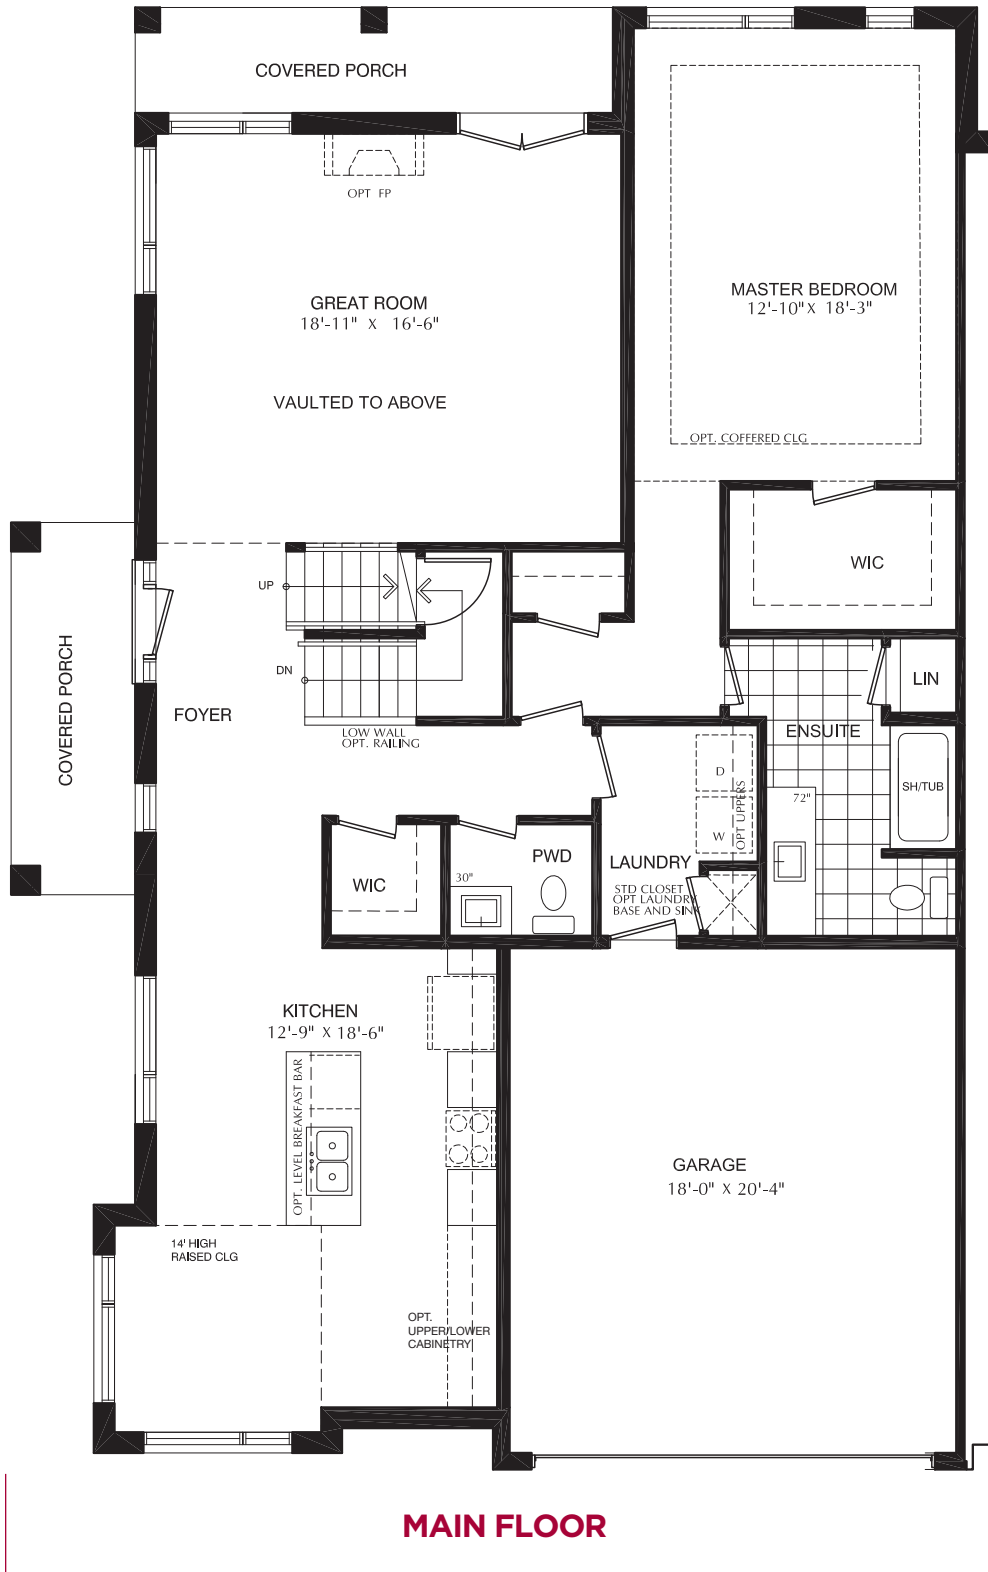 COVERED PORCH
OPT FP
GREAT ROOM
18'-11" X 16'-6"
VAULTED TO ABOVE
MASTER BEDROOM
12'-10" X 18'-3"
OPT. COFFERED CLG
WIC
UP
DN
LOW WALL
OPT. RAILING
FOYER
COVERED PORCH
LIN
ENSUITE
SH/TUB
72"
D
W
OPT UPPERS
LAUNDRY
STD CLOSET
OPT LAUNDRY
BASE AND SINK
PWD
30"
WIC
KITCHEN
12'-9" X 18'-6"
OPT. LEVEL BREAKFAST BAR
14' HIGH
RAISED CLG
OPT.
UPPER/LOWER
CABINETRY
GARAGE
18'-0" X 20'-4"
MAIN FLOOR